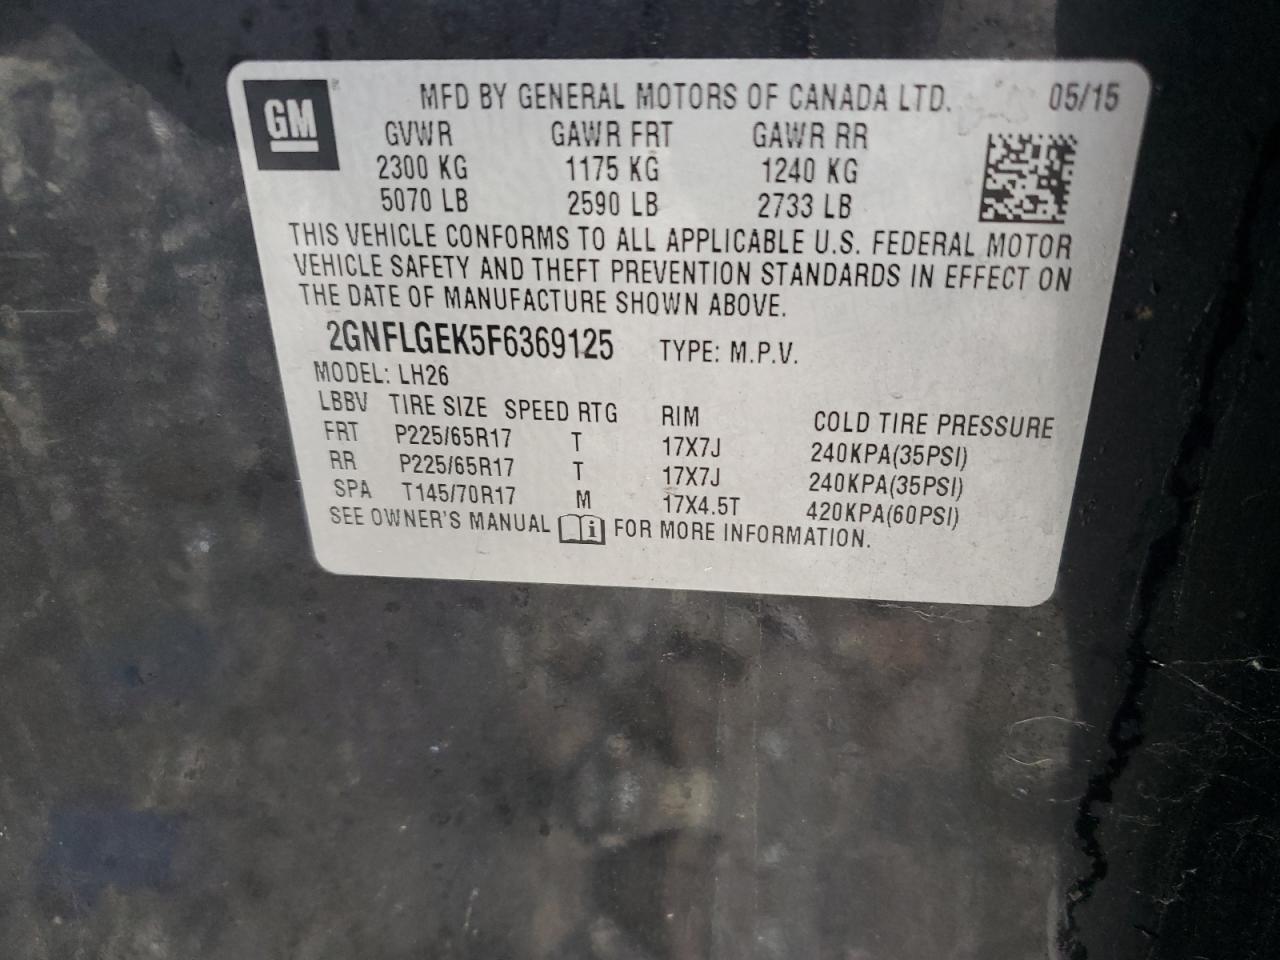 GM
MFD BY GENERAL MOTORS OF CANADA LTD. 05/15
GVWR GAWR FRT GAWR RR
2300 KG 1175 KG 1240 KG
5070 LB 2590 LB 2733 LB
THIS VEHICLE CONFORMS TO ALL APPLICABLE U.S. FEDERAL MOTOR
VEHICLE SAFETY AND THEFT PREVENTION STANDARDS IN EFFECT ON
THE DATE OF MANUFACTURE SHOWN ABOVE.
2GNFLGEK5F6369125 TYPE: M.P.V.
MODEL: LH26
LBBV TIRE SIZE SPEED RTG RIM COLD TIRE PRESSURE
FRT P225/65R17 T 17X7J 240KPA(35PSI)
RR P225/65R17 T 17X7J 240KPA(35PSI)
SPA T145/70R17 M 17X4.5T 420KPA(60PSI)
SEE OWNER'S MANUAL i FOR MORE INFORMATION.